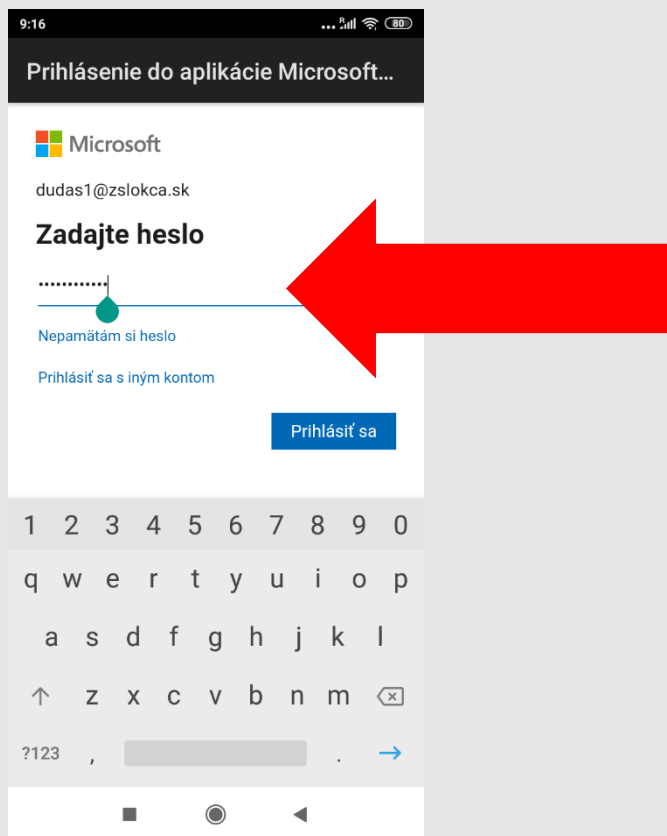 9:16 ... R 80
Prihlásenie do aplikácie Microsoft...
Microsoft
dudas1@zslokca.sk
Zadajte heslo
••••••••••••
Nepamätám si heslo
Prihlásiť sa s iným kontom
Prihlásiť sa
1 2 3 4 5 6 7 8 9 0
q w e r t y u i o p
a s d f g h j k l
z x c v b n m
?123 , .